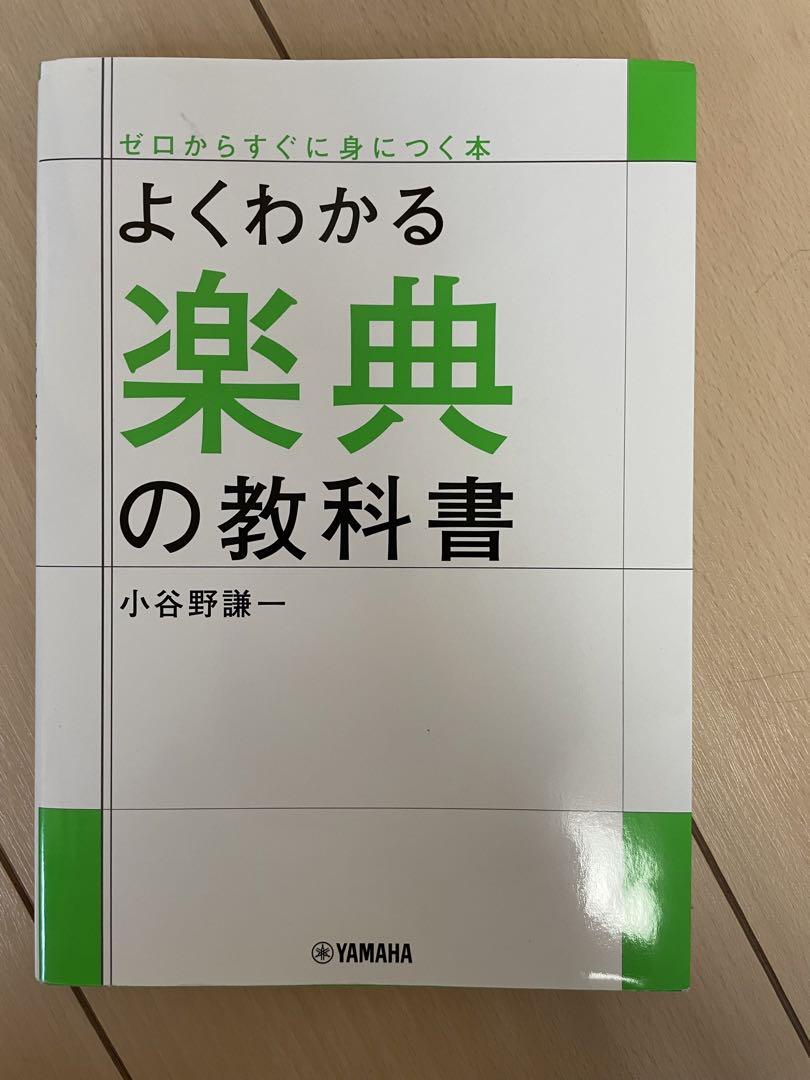 ゼロからすぐに身につく本
よくわかる
楽典
の教科書
小谷野謙一
YAMAHA